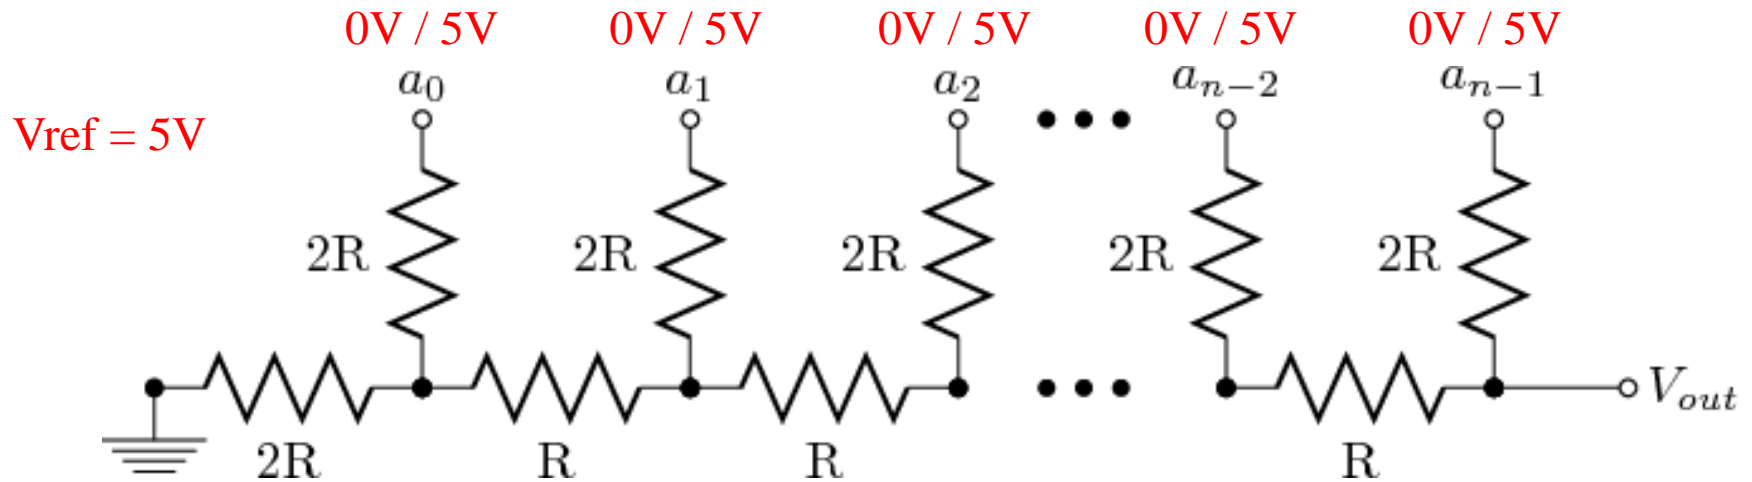 0V / 5V 0V / 5V 0V / 5V 0V / 5V 0V / 5V
a₀ a₁ a₂ aₙ₋₂ aₙ₋₁
Vref = 5V
2R 2R 2R 2R 2R
V_out
2R R R R